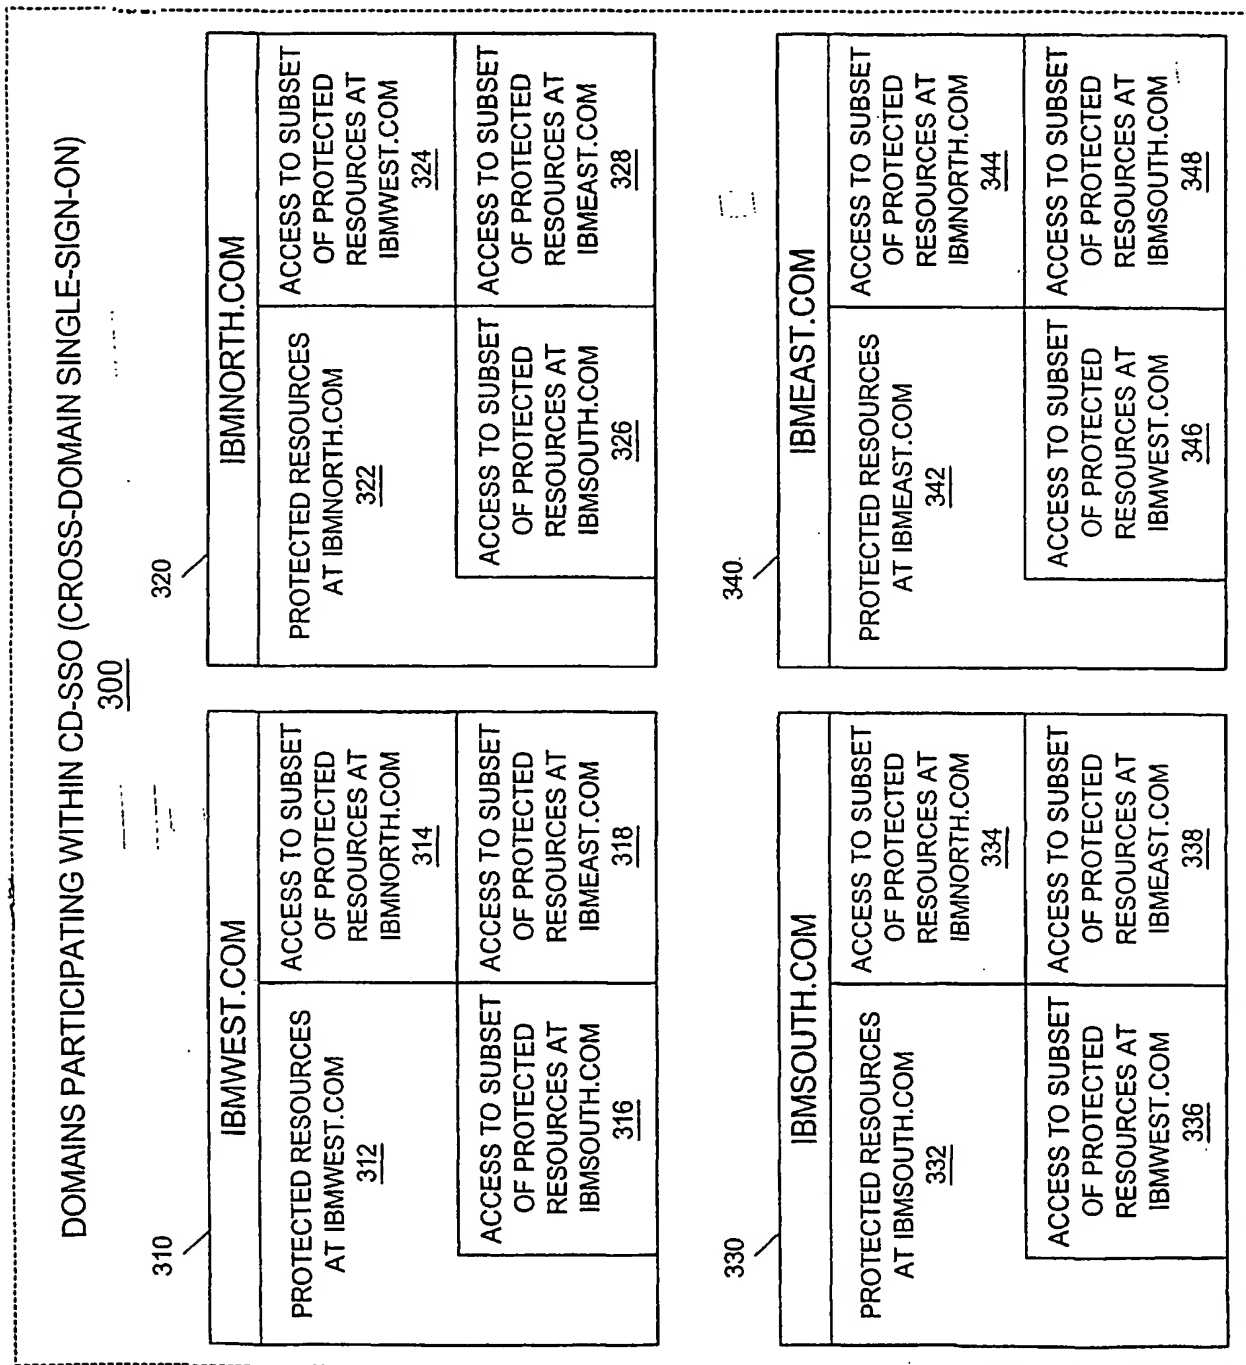 DOMAINS PARTICIPATING WITHIN CD-SSO (CROSS-DOMAIN SINGLE-SIGN-ON)
300
310
IBMWEST.COM
PROTECTED RESOURCES
AT IBMWEST.COM
312
ACCESS TO SUBSET
OF PROTECTED
RESOURCES AT
IBMNORTH.COM
314
ACCESS TO SUBSET
OF PROTECTED
RESOURCES AT
IBMSOUTH.COM
316
ACCESS TO SUBSET
OF PROTECTED
RESOURCES AT
IBMEAST.COM
318
320
IBMNORTH.COM
PROTECTED RESOURCES
AT IBMNORTH.COM
322
ACCESS TO SUBSET
OF PROTECTED
RESOURCES AT
IBMWEST.COM
324
ACCESS TO SUBSET
OF PROTECTED
RESOURCES AT
IBMSOUTH.COM
326
ACCESS TO SUBSET
OF PROTECTED
RESOURCES AT
IBMEAST.COM
328
330
IBMSOUTH.COM
PROTECTED RESOURCES
AT IBMSOUTH.COM
332
ACCESS TO SUBSET
OF PROTECTED
RESOURCES AT
IBMNORTH.COM
334
ACCESS TO SUBSET
OF PROTECTED
RESOURCES AT
IBMWEST.COM
336
ACCESS TO SUBSET
OF PROTECTED
RESOURCES AT
IBMEAST.COM
338
340
IBMEAST.COM
PROTECTED RESOURCES
AT IBMEAST.COM
342
ACCESS TO SUBSET
OF PROTECTED
RESOURCES AT
IBMNORTH.COM
344
ACCESS TO SUBSET
OF PROTECTED
RESOURCES AT
IBMWEST.COM
346
ACCESS TO SUBSET
OF PROTECTED
RESOURCES AT
IBMSOUTH.COM
348